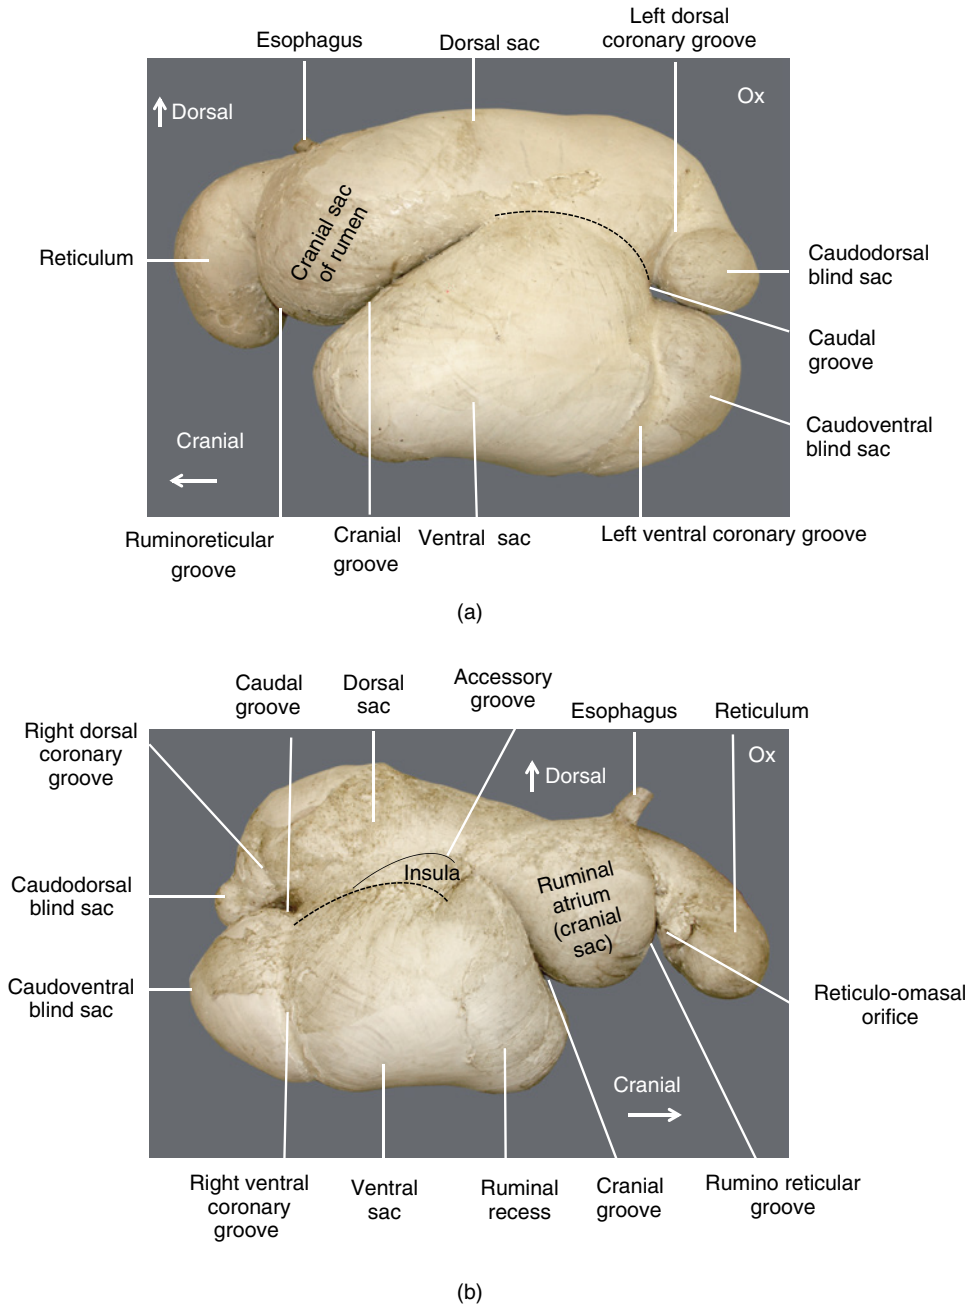 Esophagus
Dorsal sac
Left dorsal
coronary groove
Dorsal
Ox
Cranial sac
of rumen
Reticulum
Caudodorsal
blind sac
Caudal
groove
Caudoventral
blind sac
Cranial
Ruminoreticular
groove
Cranial
groove
Ventral sac
Left ventral coronary groove
(a)
Caudal
groove
Dorsal
sac
Accessory
groove
Esophagus
Reticulum
Right dorsal
coronary
groove
Dorsal
Ox
Insula
Ruminal
atrium
(cranial
sac)
Caudodorsal
blind sac
Caudoventral
blind sac
Reticulo-omasal
orifice
Cranial
Right ventral
coronary
groove
Ventral
sac
Ruminal
recess
Cranial
groove
Rumino reticular
groove
(b)